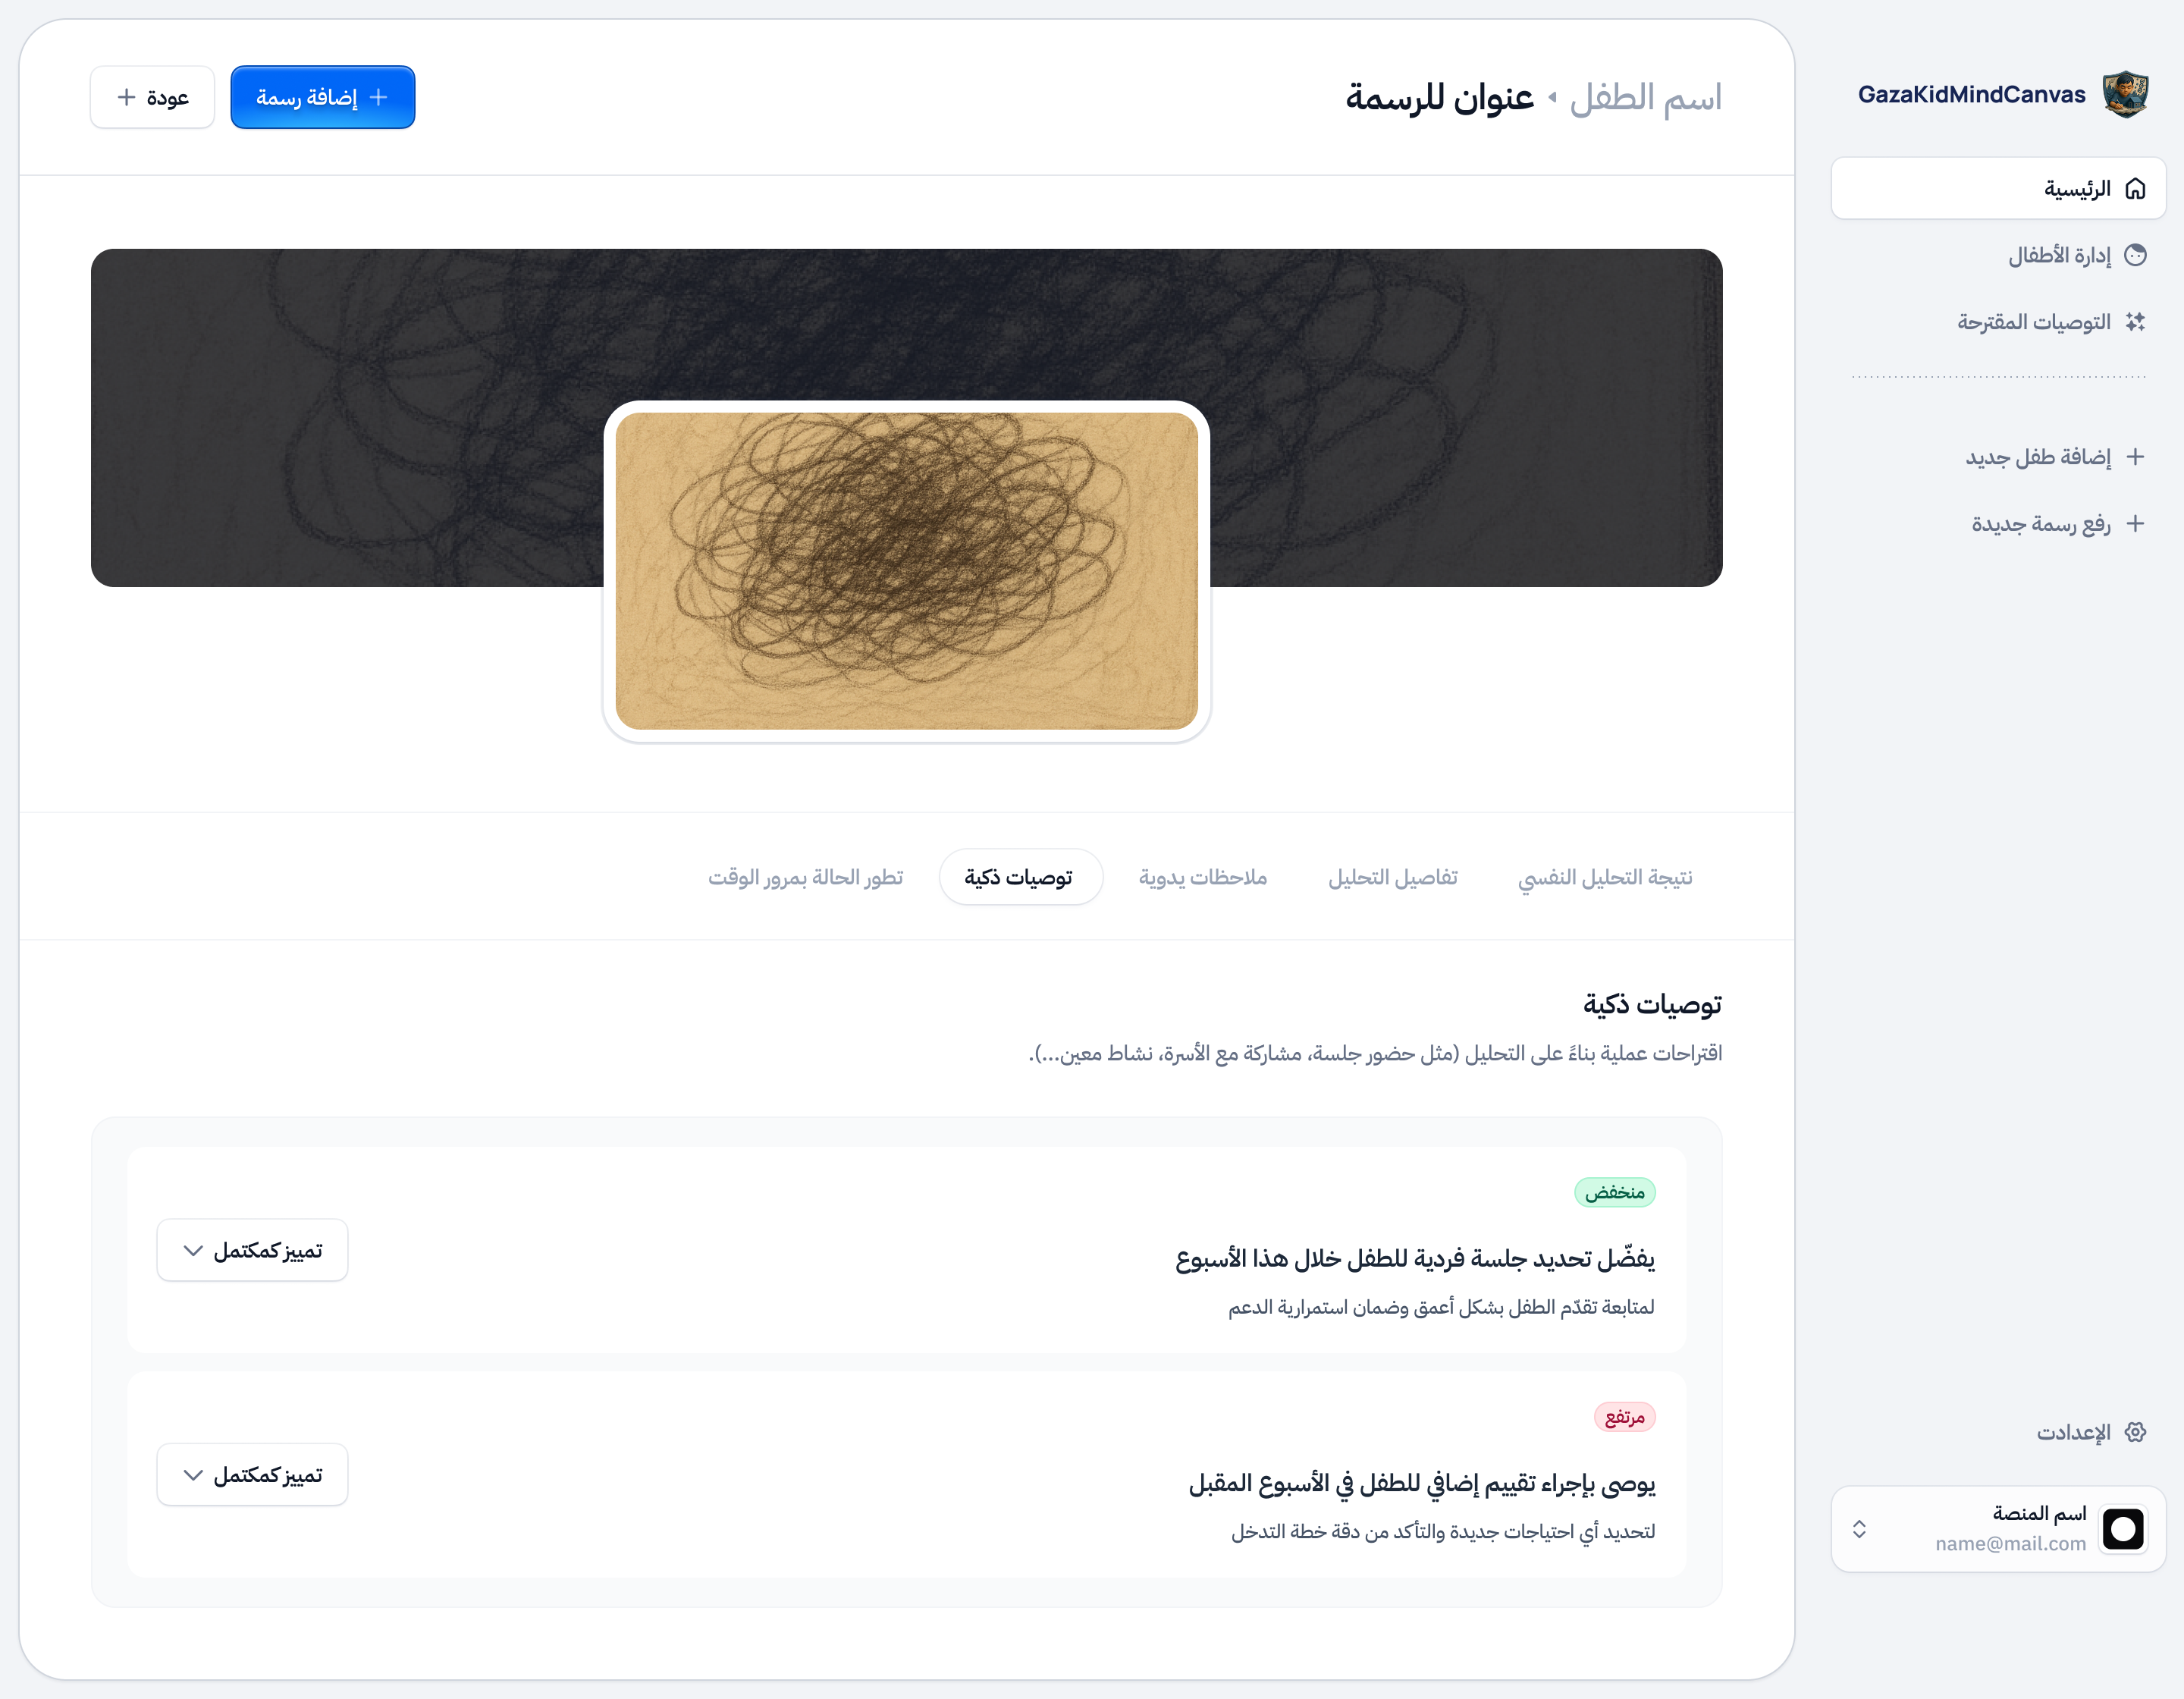 GazaKidMindCanvas
الرئيسية
إدارة الأطفال
التوصيات المقترحة
إضافة طفل جديد
رفع رسمة جديدة
الإعدادت
اسم المنصة
name@mail.com
اسم الطفل
عنوان للرسمة
إضافة رسمة
عودة
نتيجة التحليل النفسي
تفاصيل التحليل
ملاحظات يدوية
توصيات ذكية
تطور الحالة بمرور الوقت
توصيات ذكية
اقتراحات عملية بناءً على التحليل (مثل حضور جلسة، مشاركة مع الأسرة، نشاط معين...).
منخفض
يفضّل تحديد جلسة فردية للطفل خلال هذا الأسبوع
لمتابعة تقدّم الطفل بشكل أعمق وضمان استمرارية الدعم
تمييز كمكتمل
مرتفع
يوصى بإجراء تقييم إضافي للطفل في الأسبوع المقبل
لتحديد أي احتياجات جديدة والتأكد من دقة خطة التدخل
تمييز كمكتمل